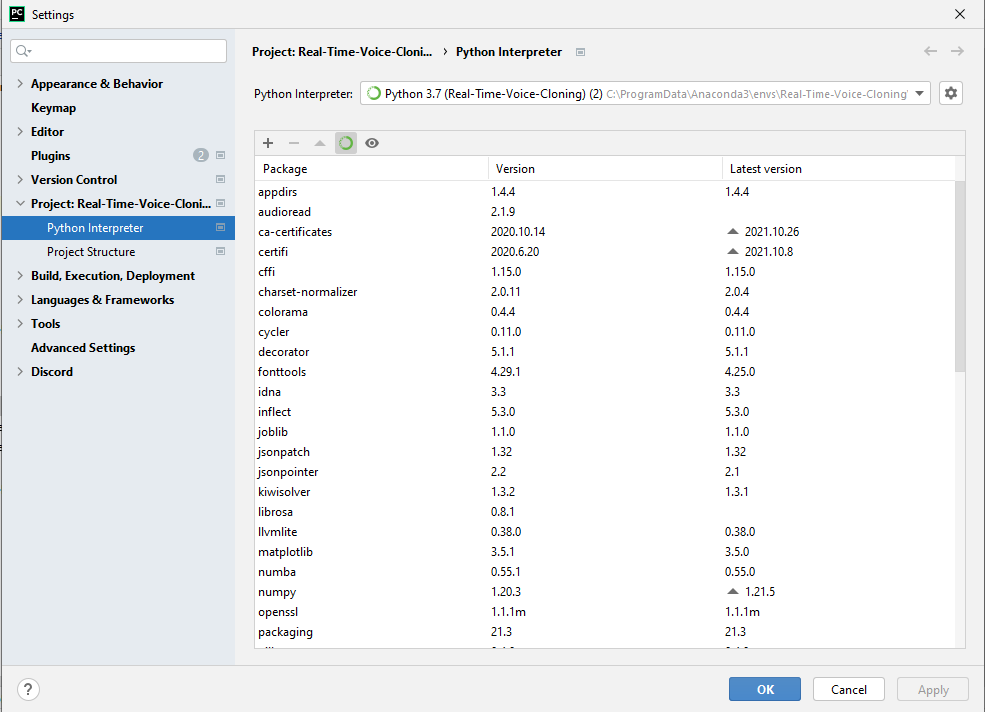 PC Settings
Project: Real-Time-Voice-Cloni... › Python Interpreter
Appearance & Behavior
Keymap
Editor
Plugins 2
Version Control
Project: Real-Time-Voice-Cloni...
Python Interpreter
Project Structure
Build, Execution, Deployment
Languages & Frameworks
Tools
Advanced Settings
Discord
Python Interpreter: Python 3.7 (Real-Time-Voice-Cloning) (2) C:\ProgramData\Anaconda3\envs\Real-Time-Voice-Cloning\
Package Version Latest version
appdirs 1.4.4 1.4.4
audioread 2.1.9
ca-certificates 2020.10.14 2021.10.26
certifi 2020.6.20 2021.10.8
cffi 1.15.0 1.15.0
charset-normalizer 2.0.11 2.0.4
colorama 0.4.4 0.4.4
cycler 0.11.0 0.11.0
decorator 5.1.1 5.1.1
fonttools 4.29.1 4.25.0
idna 3.3 3.3
inflect 5.3.0 5.3.0
joblib 1.1.0 1.1.0
jsonpatch 1.32 1.32
jsonpointer 2.2 2.1
kiwisolver 1.3.2 1.3.1
librosa 0.8.1
llvmlite 0.38.0 0.38.0
matplotlib 3.5.1 3.5.0
numba 0.55.1 0.55.0
numpy 1.20.3 1.21.5
openssl 1.1.1m 1.1.1m
packaging 21.3 21.3
?
OK Cancel Apply